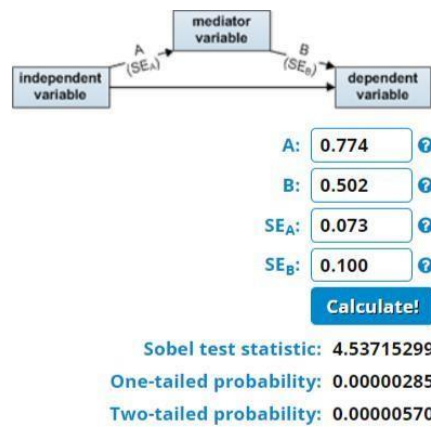 mediator
variable
A
(SEA)
B
(SEB)
independent
variable
dependent
variable
A: 0.774 ?
B: 0.502 ?
SEA: 0.073 ?
SEB: 0.100 ?
Calculate!
Sobel test statistic: 4.53715299
One-tailed probability: 0.00000285
Two-tailed probability: 0.00000570